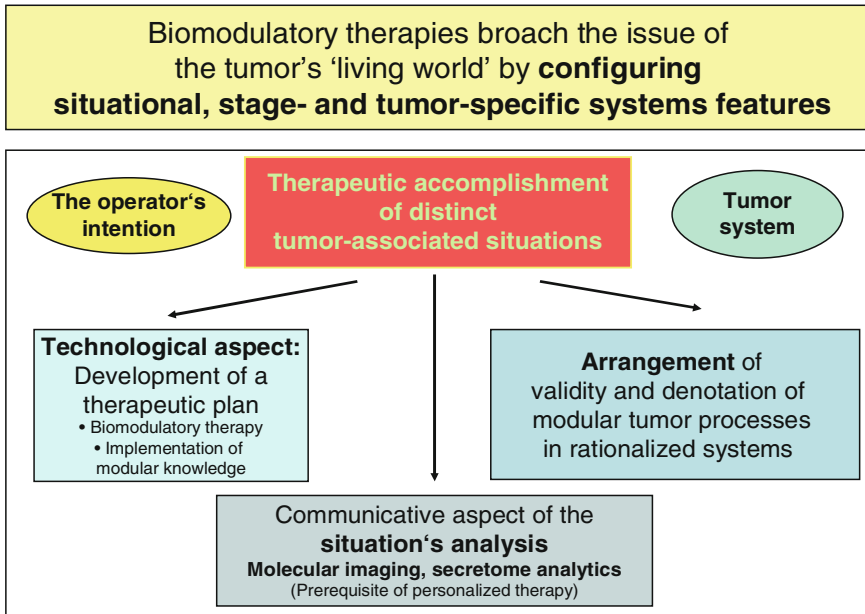 Biomodulatory therapies broach the issue of
the tumor's 'living world' by configuring
situational, stage- and tumor-specific systems features
The operator‘s
intention
Therapeutic accomplishment
of distinct
tumor-associated situations
Tumor
system
Technological aspect:
Development of a
therapeutic plan
• Biomodulatory therapy
• Implementation of
modular knowledge
Arrangement of
validity and denotation of
modular tumor processes
in rationalized systems
Communicative aspect of the
situation‘s analysis
Molecular imaging, secretome analytics
(Prerequisite of personalized therapy)